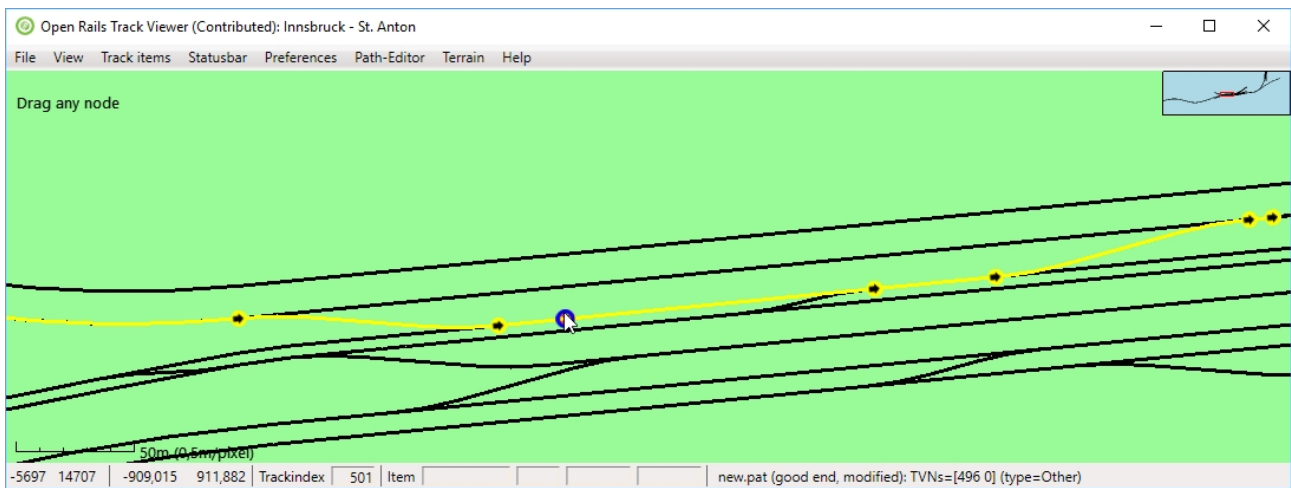 Open Rails Track Viewer (Contributed): Innsbruck - St. Anton
File View Track items Statusbar Preferences Path-Editor Terrain Help
Drag any node
50m (0,5m/pixel)
-5697 14707 -909,015 911,882 Trackindex 501 Item new.pat (good end, modified): TVNs=[496 0] (type=Other)